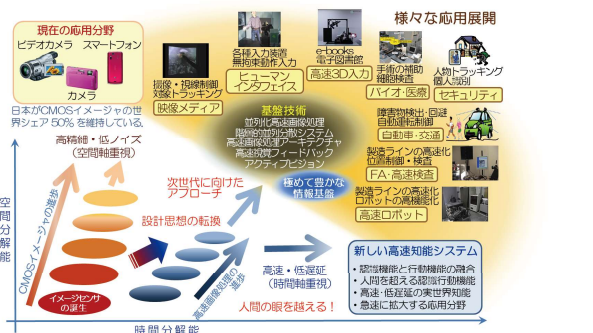 現在の応用分野
ビデオカメラ スマートフォン
カメラ
日本がCMOSイメージャの世
界シェア50%を維持している。
様々な応用展開
撮像・視線制御
対象トラッキング
映像メディア
各種入力装置
無拘束動作入力
ヒューマン
インタフェイス
e-books
電子図書館
高速3D入力
手術の補助
細胞検査
バイオ・医療
人物トラッキング
個人識別
セキュリティ
障害物検出・回避
自動運転制御
自動車・交通
製造ラインの高速化
位置制御・検査
FA・高速検査
製造ラインの高速化
ロボットの高機能化
高速ロボット
基盤技術
並列化高速画像処理
階層的並列分散システム
高速画像処理アーキテクチャ
高速視覚フィードバック
アクティブビジョン
極めて豊かな
情報基盤
高精細・低ノイズ
(空間軸重視)
次世代に向けた
アプローチ
設計思想の転換
空間分解能
CMOSイメージャの進歩
イメージセンサ
の誕生
高速画像処理の
進歩
高速・低遅延
(時間軸重視)
人間の眼を越える!
時間分解能
新しい高速知能システム
・認識機能と行動機能の融合
・人間を超える認識行動機能
・高速・低遅延の実世界知能
・急速に拡大する応用分野